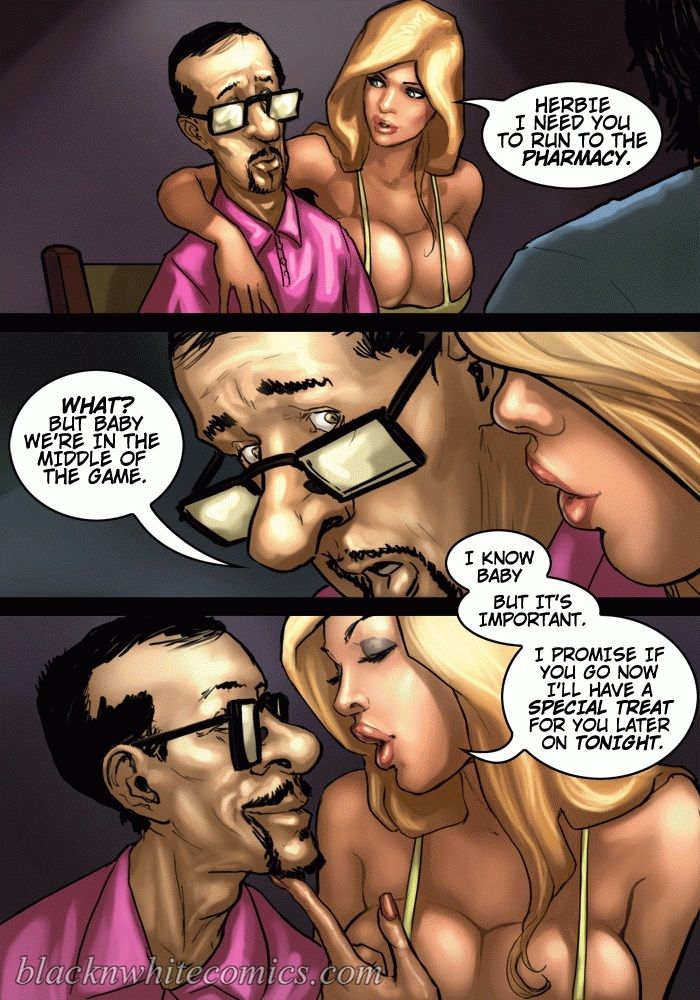 HERBIE
I NEED YOU
TO RUN TO THE
PHARMACY.
WHAT?
BUT BABY
WE'RE IN THE
MIDDLE OF
THE GAME.
I KNOW
BABY
BUT IT'S
IMPORTANT.
I PROMISE IF
YOU GO NOW
I'LL HAVE A
SPECIAL TREAT
FOR YOU LATER
ON TONIGHT.
blacknwhitecomics.com